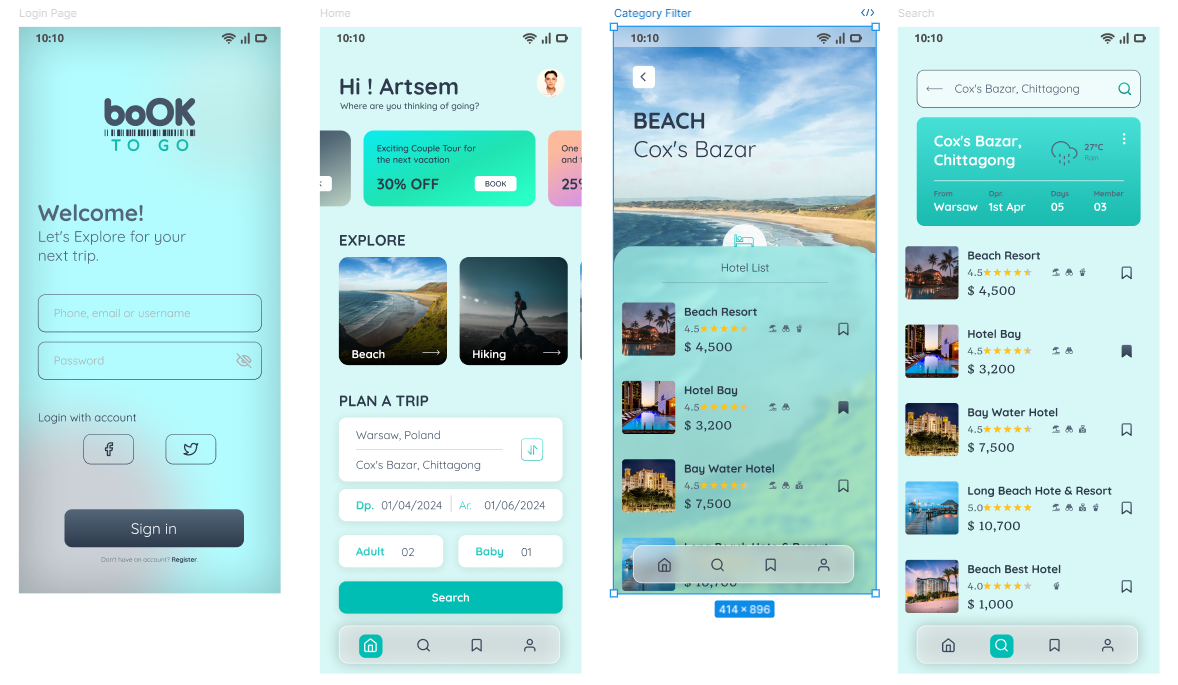 Login Page
10:10
boOK
TO GO
Welcome!
Let's Explore for your
next trip.
Phone, email or username
Password
Login with account
Sign in
Don't have an account? Register.
Home
10:10
Hi ! Artsem
Where are you thinking of going?
K
Exciting Couple Tour for
the next vacation
30% OFF
BOOK
One
and f
25%
EXPLORE
Beach
Hiking
PLAN A TRIP
Warsaw, Poland
Cox's Bazar, Chittagong
Dp. 01/04/2024 Ar. 01/06/2024
Adult 02
Baby 01
Search
Category Filter
</>
10:10
BEACH
Cox's Bazar
Hotel List
Beach Resort
4.5
$ 4,500
Hotel Bay
4.5
$ 3,200
Bay Water Hotel
4.5
$ 7,500
Long Beach Hote & Resort
$ 10,700
414 × 896
Search
10:10
Cox's Bazar, Chittagong
Cox's Bazar,
Chittagong
27°C
Rain
From Dpr. Days Member
Warsaw 1st Apr 05 03
Beach Resort
4.5
$ 4,500
Hotel Bay
4.5
$ 3,200
Bay Water Hotel
4.5
$ 7,500
Long Beach Hote & Resort
5.0
$ 10,700
Beach Best Hotel
4.0
$ 1,000